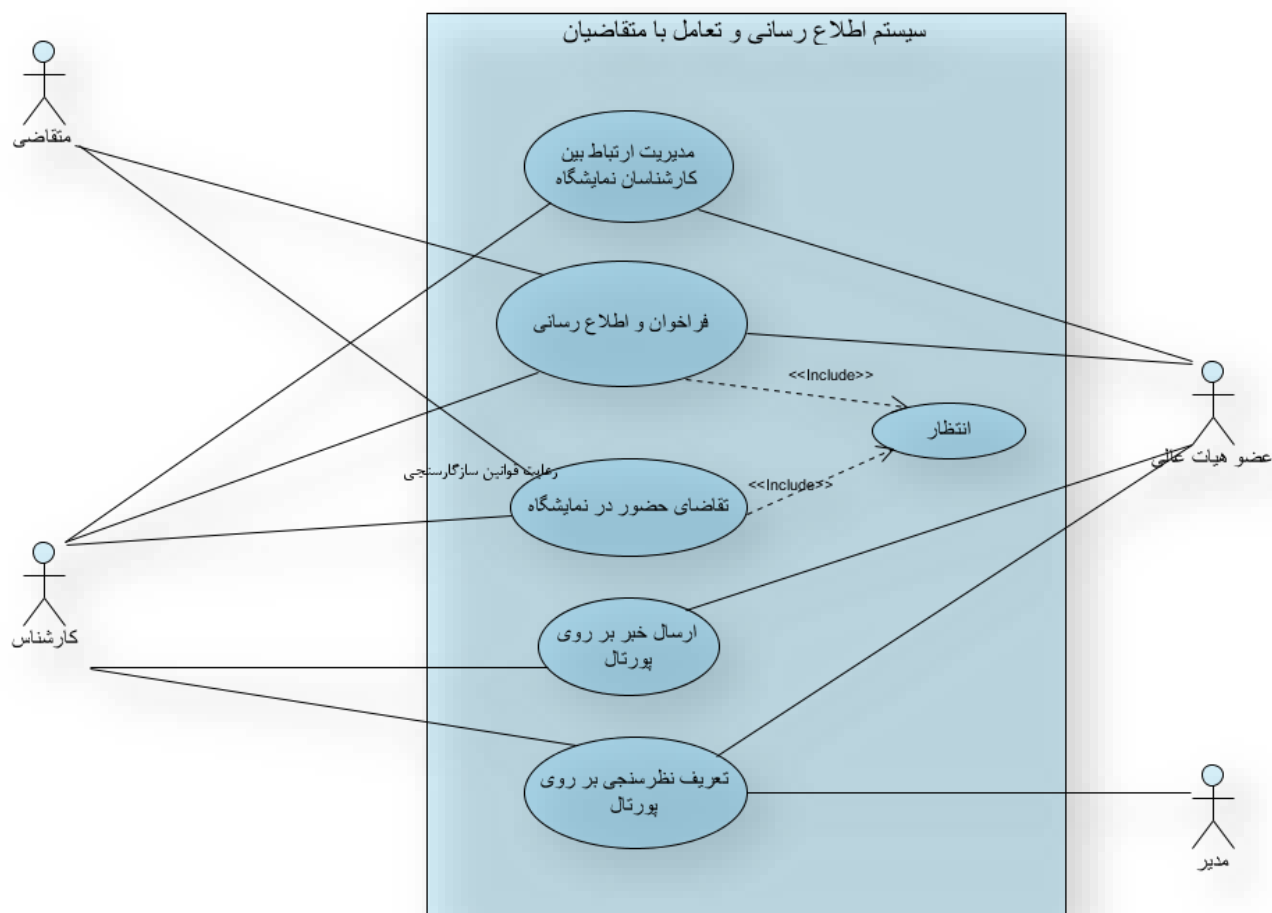 سیستم اطلاع رسانی و تعامل با متقاضیان
متقاضی
مدیریت ارتباط بین
کارشناسان نمایشگاه
فراخوان و اطلاع رسانی
<<Include>>
انتظار
عضو هیات عالی
رعایت قوانین سازگارسنجی
<<Include>>
تقاضای حضور در نمایشگاه
کارشناس
ارسال خبر بر روی
پورتال
تعریف نظرسنجی بر روی
پورتال
مدیر